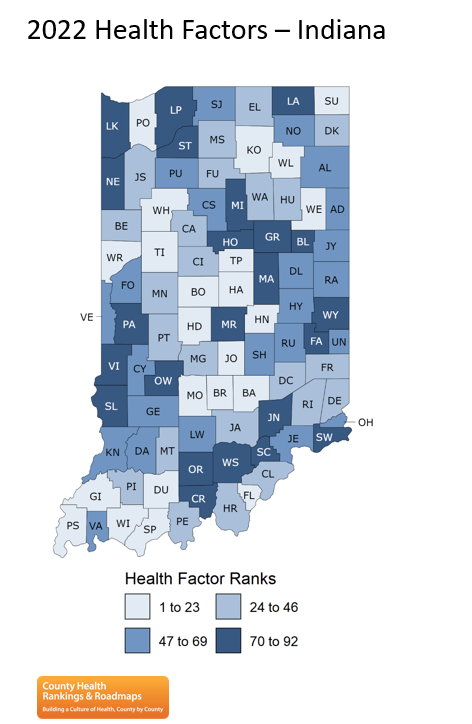 2022 Health Factors – Indiana
LK PO LP SJ EL LA SU
ST MS NO DK
KO
WL
NE JS PU FU AL
WH CS MI WA HU WE AD
BE CA
HO GR BL JY
WR TI CI TP
FO MN BO HA MA DL RA
VE PA HD MR HN HY WY
PT FA UN
VI CY MG JO SH RU
OW FR
SL GE MO BR BA DC
RI DE
JN OH
LW JA
KN DA MT SC JE SW
OR WS
CL
GI PI DU CR FL
HR
PS VA WI SP PE
Health Factor Ranks
1 to 23 24 to 46
47 to 69 70 to 92
County Health
Rankings & Roadmaps
Building a Culture of Health, County by County